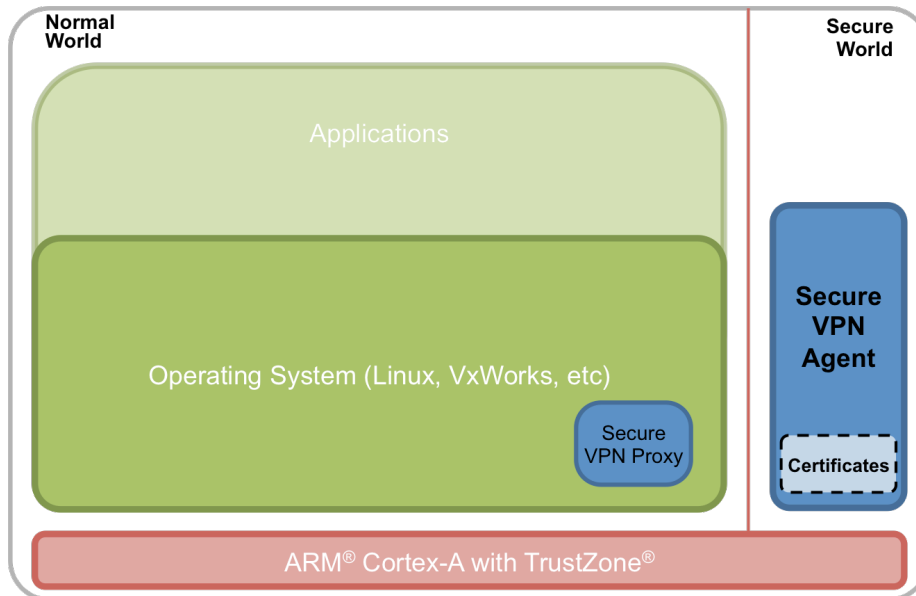 Normal
World
Secure
World
Applications
Secure
VPN
Agent
Operating System (Linux, VxWorks, etc)
Secure
VPN Proxy
Certificates
ARM® Cortex-A with TrustZone®